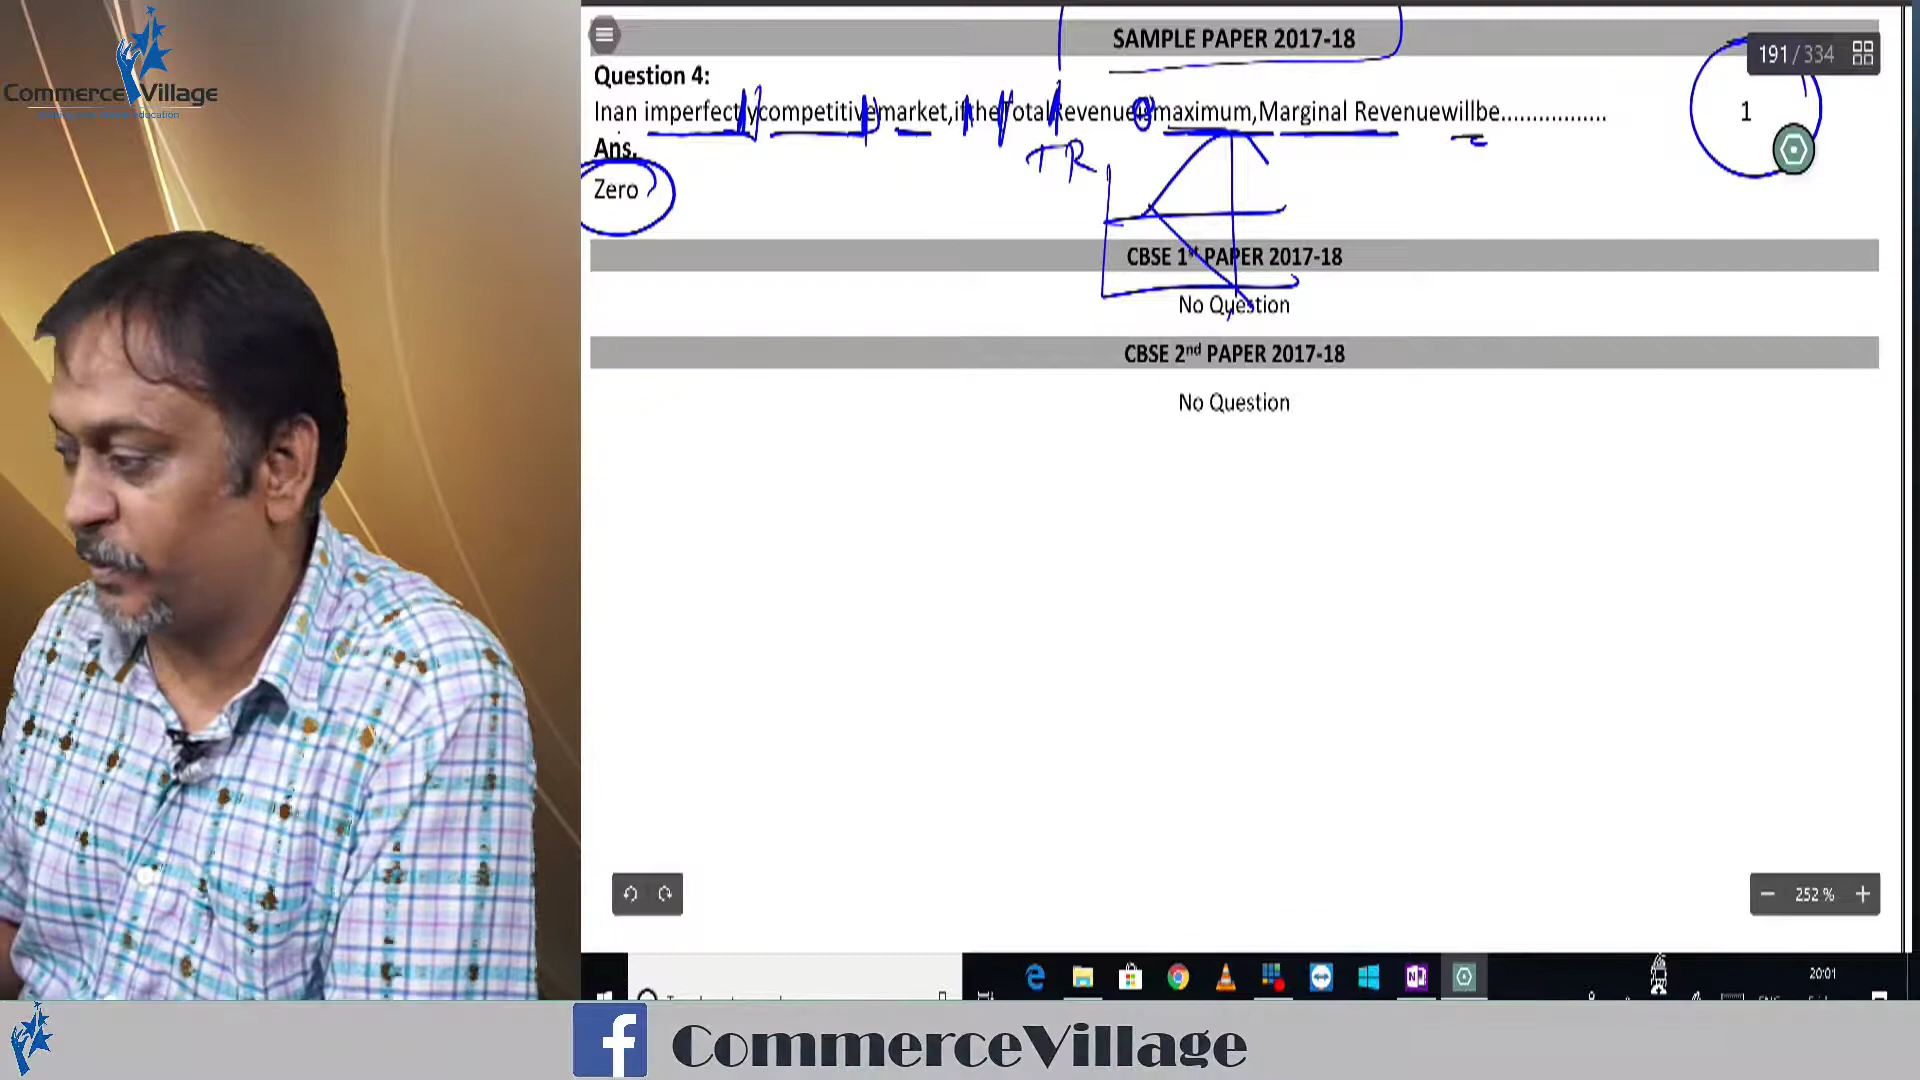 CommerceVillage
SAMPLE PAPER 2017-18
191 / 334
Question 4:
Inan imperfectlycompetitivemarket,iftheTotalRevenueismaximum,Marginal Revenuewillbe.................
1
Ans.
TR
Zero
CBSE 1st PAPER 2017-18
No Question
CBSE 2nd PAPER 2017-18
No Question
252 %
20:01
CommerceVillage